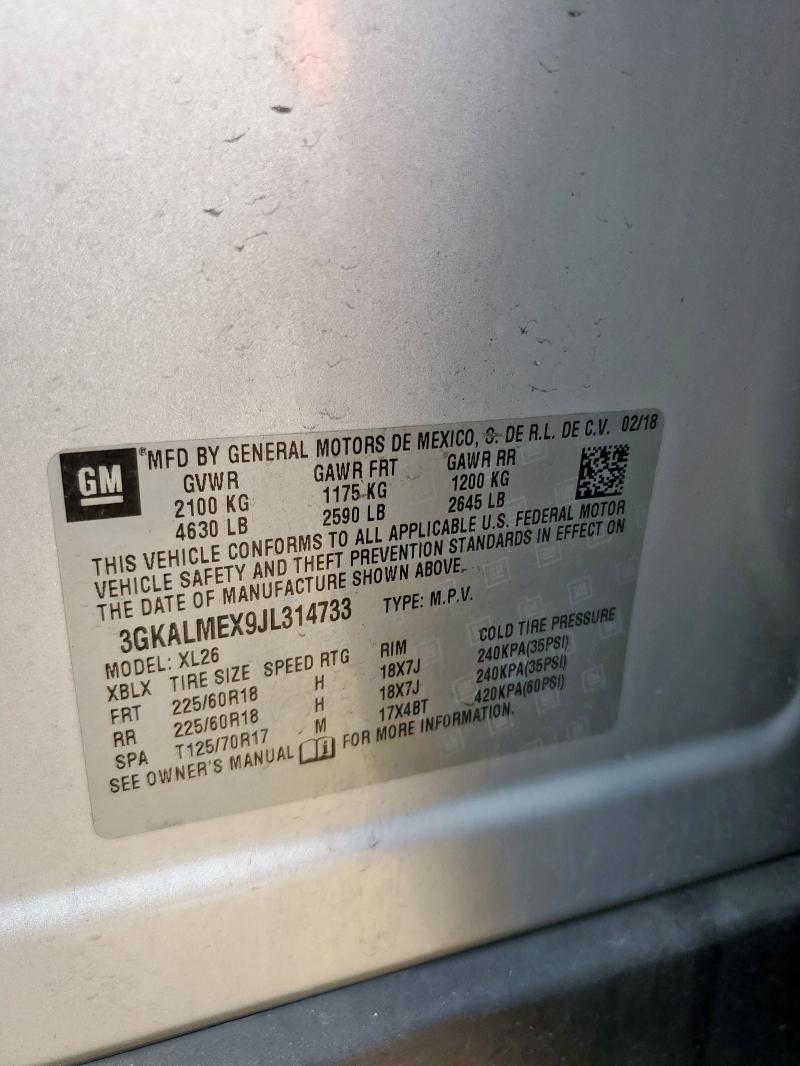 GM ®MFD BY GENERAL MOTORS DE MEXICO, S. DE R.L. DE C.V. 02/18
GVWR GAWR FRT GAWR RR
2100 KG 1175 KG 1200 KG
4630 LB 2590 LB 2645 LB
THIS VEHICLE CONFORMS TO ALL APPLICABLE U.S. FEDERAL MOTOR
VEHICLE SAFETY AND THEFT PREVENTION STANDARDS IN EFFECT ON
THE DATE OF MANUFACTURE SHOWN ABOVE.
3GKALMEX9JL314733 TYPE: M.P.V.
MODEL: XL26
XBLX TIRE SIZE SPEED RTG RIM COLD TIRE PRESSURE
FRT 225/60R18 H 18X7J 240KPA(35PSI)
RR 225/60R18 H 18X7J 240KPA(35PSI)
SPA T125/70R17 M 17X4BT 420KPA(60PSI)
SEE OWNER'S MANUAL FOR MORE INFORMATION.